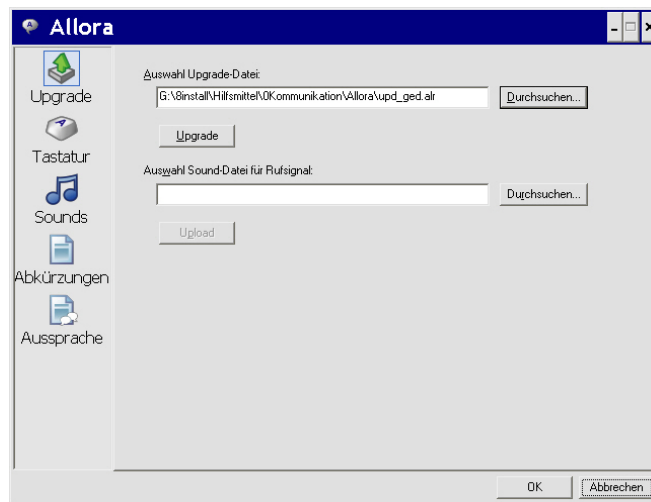 Allora
Upgrade
Tastatur
Sounds
Abkürzungen
Aussprache
Auswahl Upgrade-Datei:
G:\8install\Hilfsmittel\0Kommunikation\Allora\upd_ged.alr
Durchsuchen...
Upgrade
Auswahl Sound-Datei für Rufsignal:
Durchsuchen...
Upload
OK
Abbrechen